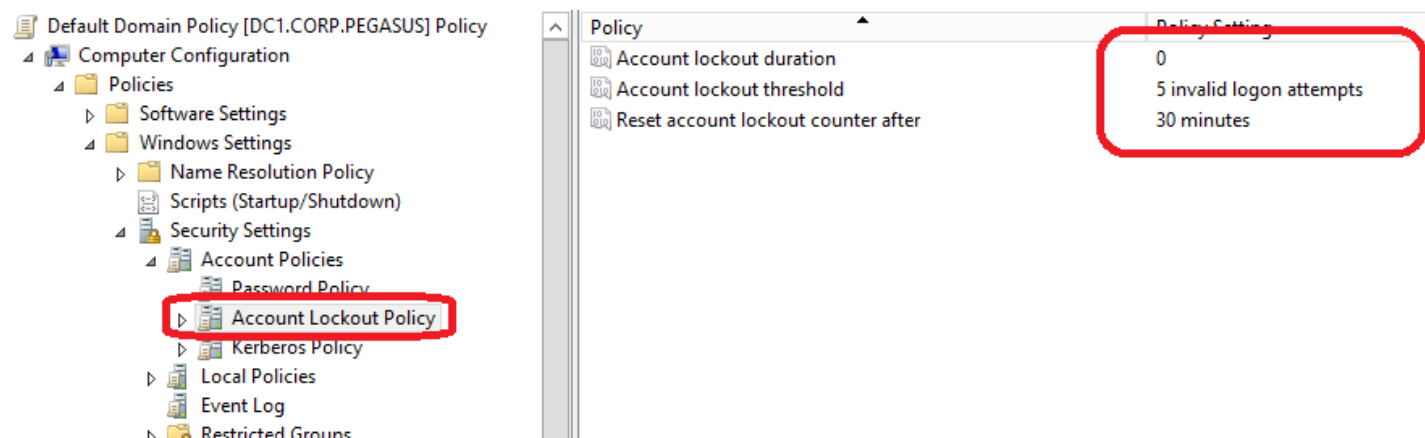 Default Domain Policy [DC1.CORP.PEGASUS] Policy
Computer Configuration
Policies
Software Settings
Windows Settings
Name Resolution Policy
Scripts (Startup/Shutdown)
Security Settings
Account Policies
Password Policy
Account Lockout Policy
Kerberos Policy
Local Policies
Event Log
Restricted Groups
Policy Policy Setting
Account lockout duration 0
Account lockout threshold 5 invalid logon attempts
Reset account lockout counter after 30 minutes